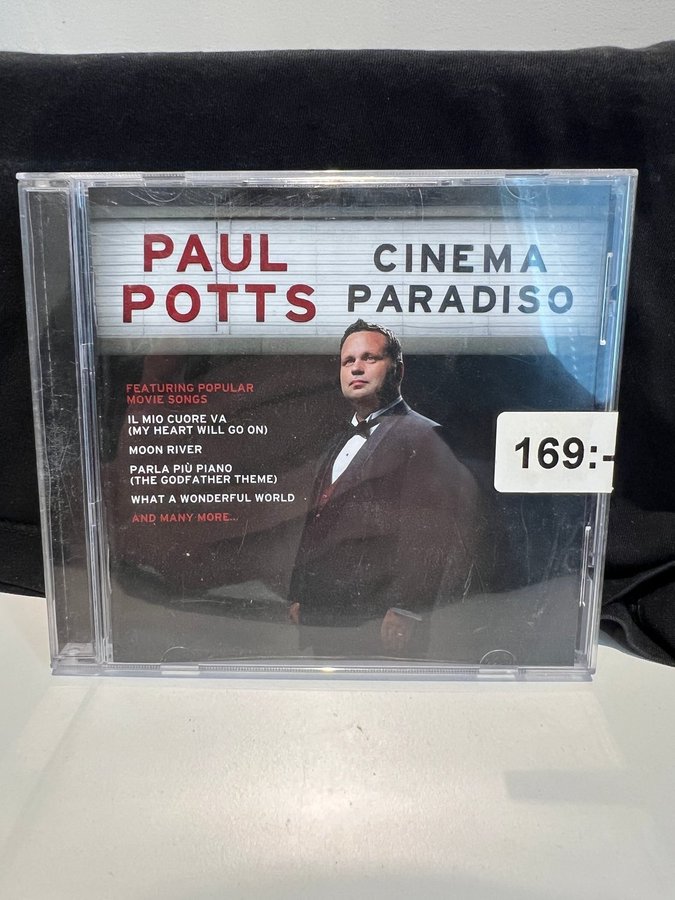 PAUL
POTTS
CINEMA
PARADISO
FEATURING POPULAR
MOVIE SONGS
IL MIO CUORE VA
(MY HEART WILL GO ON)
MOON RIVER
PARLA PIÙ PIANO
(THE GODFATHER THEME)
WHAT A WONDERFUL WORLD
AND MANY MORE...
169:-